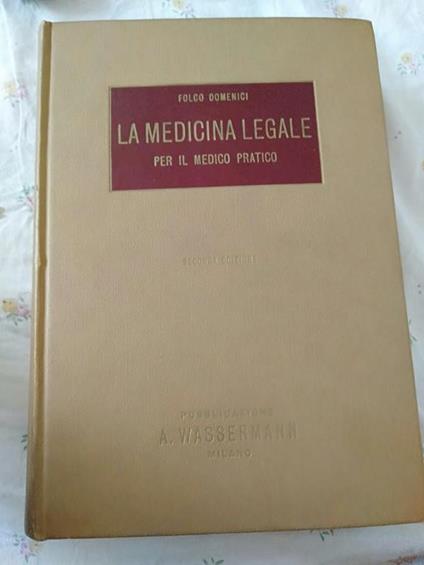 FOLCO DOMENICI
LA MEDICINA LEGALE
PER IL MEDICO PRATICO
SECONDA EDIZIONE
PUBBLICAZIONE
A. WASSERMANN
MILANO